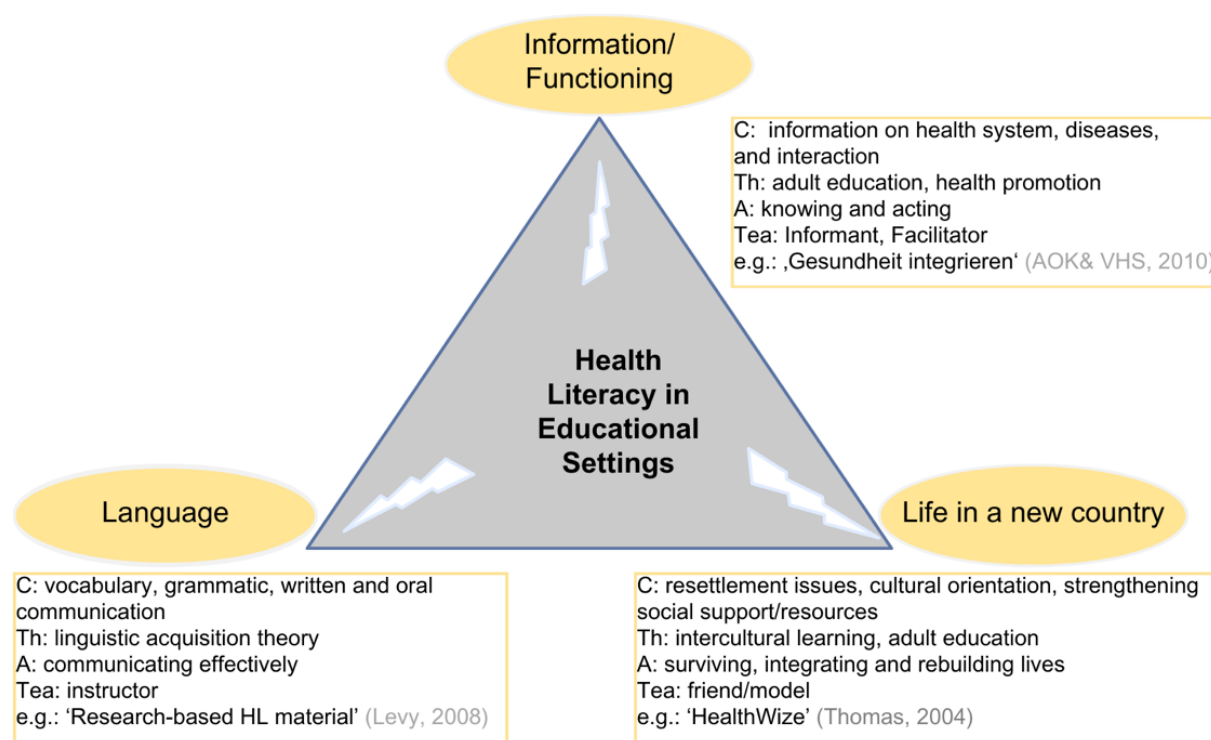 Information/
Functioning
C:  information on health system, diseases,
and interaction
Th: adult education, health promotion
A: knowing and acting
Tea: Informant, Facilitator
e.g.: ‚Gesundheit integrieren‘ (AOK& VHS, 2010)
Health
Literacy in
Educational
Settings
Language
Life in a new country
C: vocabulary, grammatic, written and oral
communication
Th: linguistic acquisition theory
A: communicating effectively
Tea: instructor
e.g.: ‘Research-based HL material’ (Levy, 2008)
C: resettlement issues, cultural orientation, strengthening
social support/resources
Th: intercultural learning, adult education
A: surviving, integrating and rebuilding lives
Tea: friend/model
e.g.: ‘HealthWize’ (Thomas, 2004)